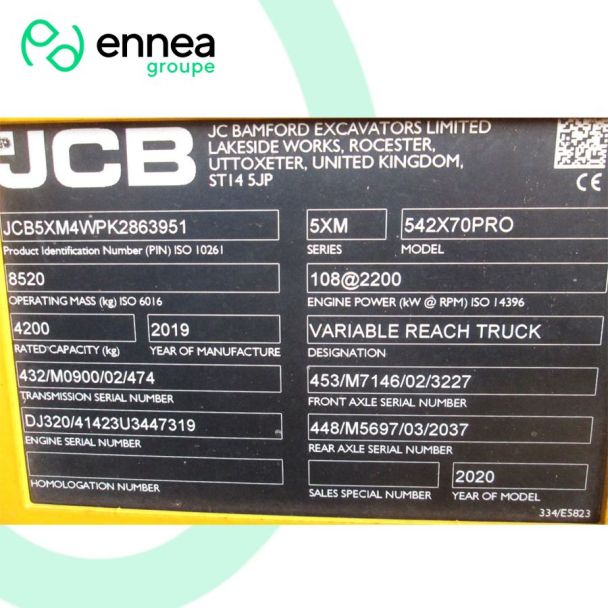 ennea
groupe
JCB
JC BAMFORD EXCAVATORS LIMITED
LAKESIDE WORKS, ROCESTER,
UTTOXETER, UNITED KINGDOM,
ST14 5JP
CE
JCB5XM4WPK2863951
Product Identification Number (PIN) ISO 10261
5XM
SERIES
542X70PRO
MODEL
8520
OPERATING MASS (kg) ISO 6016
108@2200
ENGINE POWER (kW @ RPM) ISO 14396
4200
RATED CAPACITY (kg)
2019
YEAR OF MANUFACTURE
VARIABLE REACH TRUCK
DESIGNATION
432/M0900/02/474
TRANSMISSION SERIAL NUMBER
453/M7146/02/3227
FRONT AXLE SERIAL NUMBER
DJ320/41423U3447319
ENGINE SERIAL NUMBER
448/M5697/03/2037
REAR AXLE SERIAL NUMBER
HOMOLOGATION NUMBER
SALES SPECIAL NUMBER
2020
YEAR OF MODEL
334/E5823